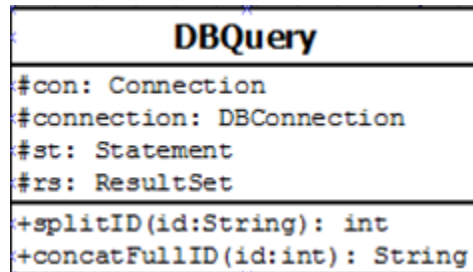 DBQuery
#con: Connection
#connection: DBConnection
#st: Statement
#rs: ResultSet
+splitID(id:String): int
+concatFullID(id:int): String